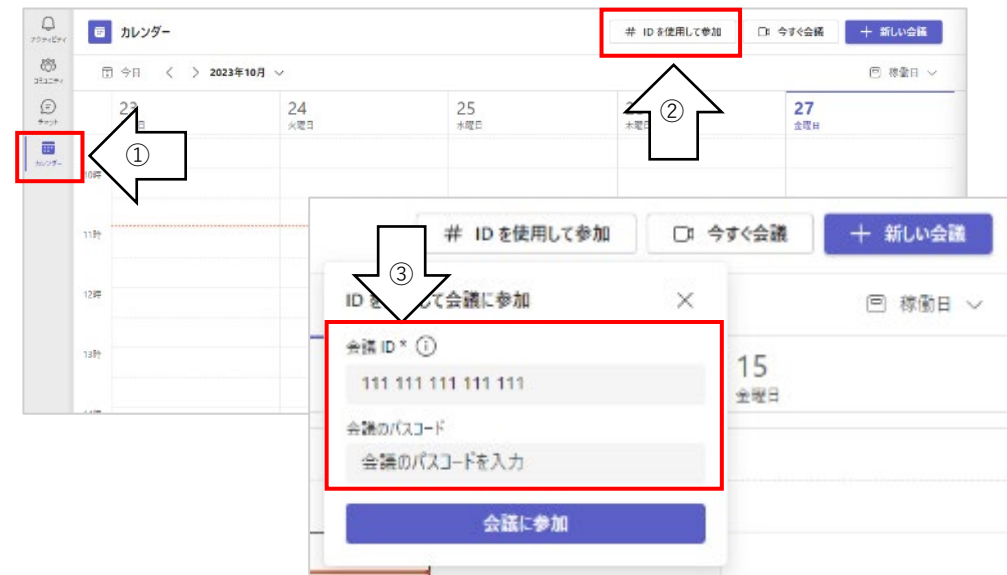 アクティビティ
カレンダー
# IDを使用して参加
今すぐ会議
+ 新しい会議
コミュニティ
今日 < > 2023年10月
稼働日
チャット
23
24
火曜日
25
水曜日
②
木曜日
27
金曜日
カレンダー
①
10時
11時
12時
13時
# IDを使用して参加
今すぐ会議
+ 新しい会議
③
会議に参加
稼働日
会議 ID *
111 111 111 111 111
会議のパスコード
会議のパスコードを入力
会議に参加
15
金曜日